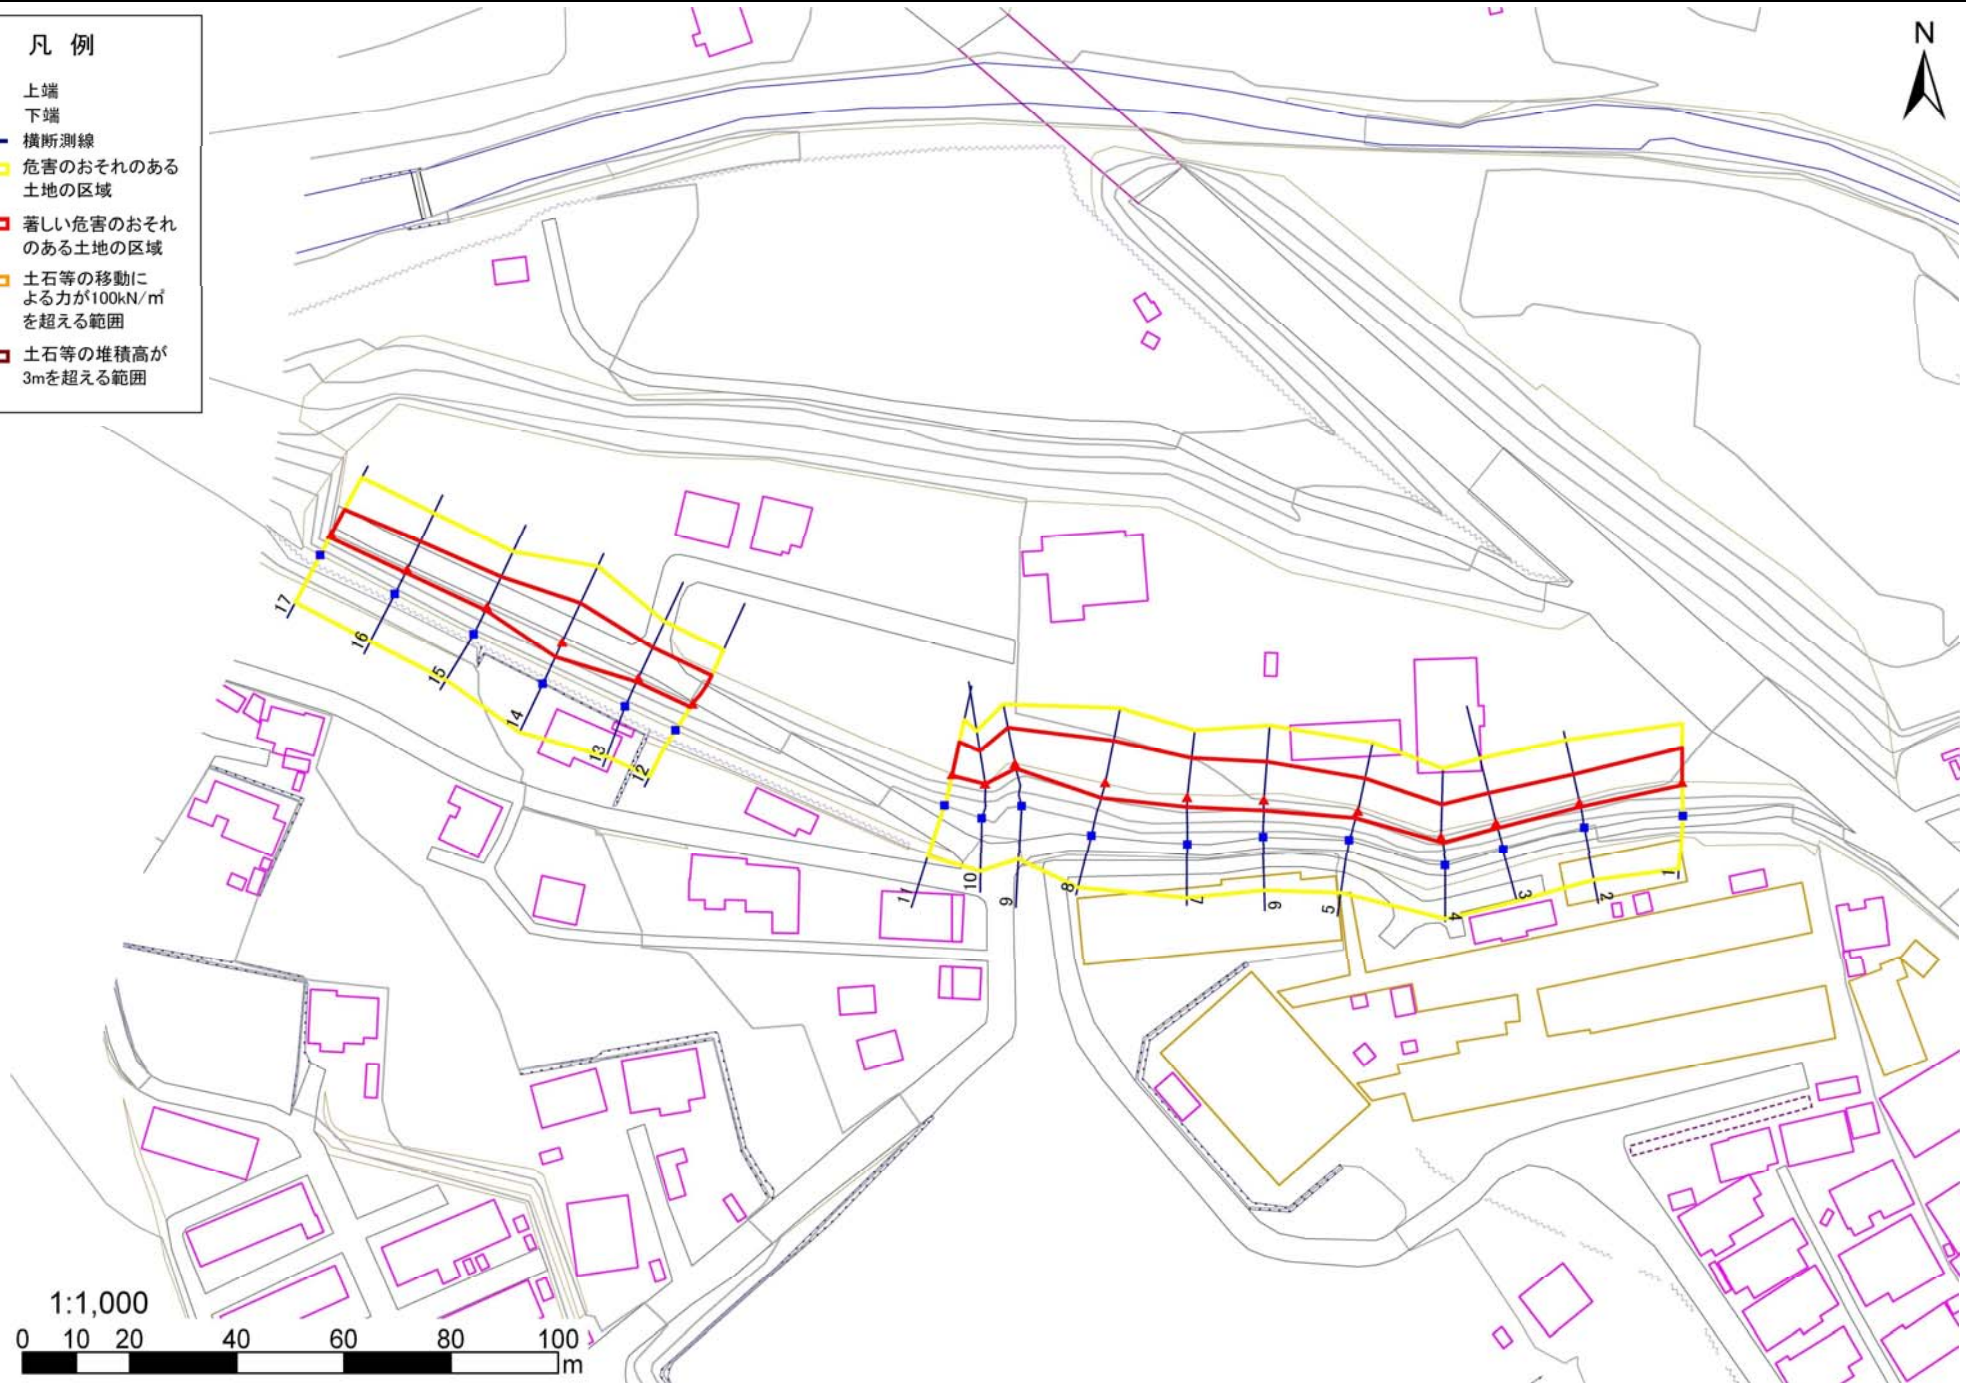 凡 例
上端
下端
横断測線
危害のおそれのある
土地の区域
著しい危害のおそれ
のある土地の区域
土石等の移動に
よる力が100kN/㎡
を超える範囲
土石等の堆積高が
3mを超える範囲
N
17
16
15
14
13
12
11
10
9
8
7
6
5
4
3
2
1
1:1,000
0 10 20 40 60 80 100
m